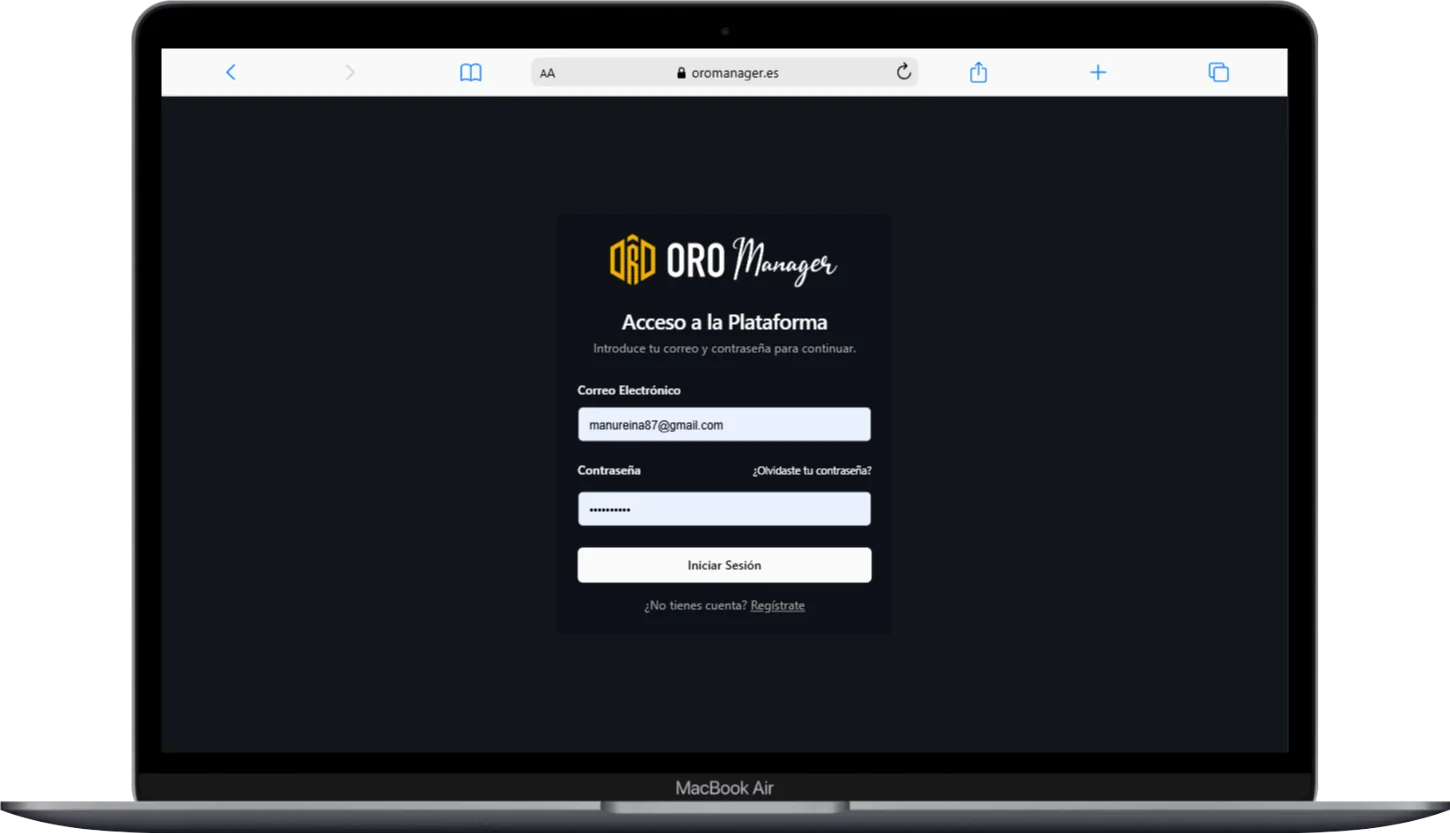 AA
oromanager.es
ORO Manager
Acceso a la Plataforma
Introduce tu correo y contraseña para continuar.
Correo Electrónico
manureina87@gmail.com
Contraseña
¿Olvidaste tu contraseña?
••••••••••
Iniciar Sesión
¿No tienes cuenta? Regístrate
MacBook Air